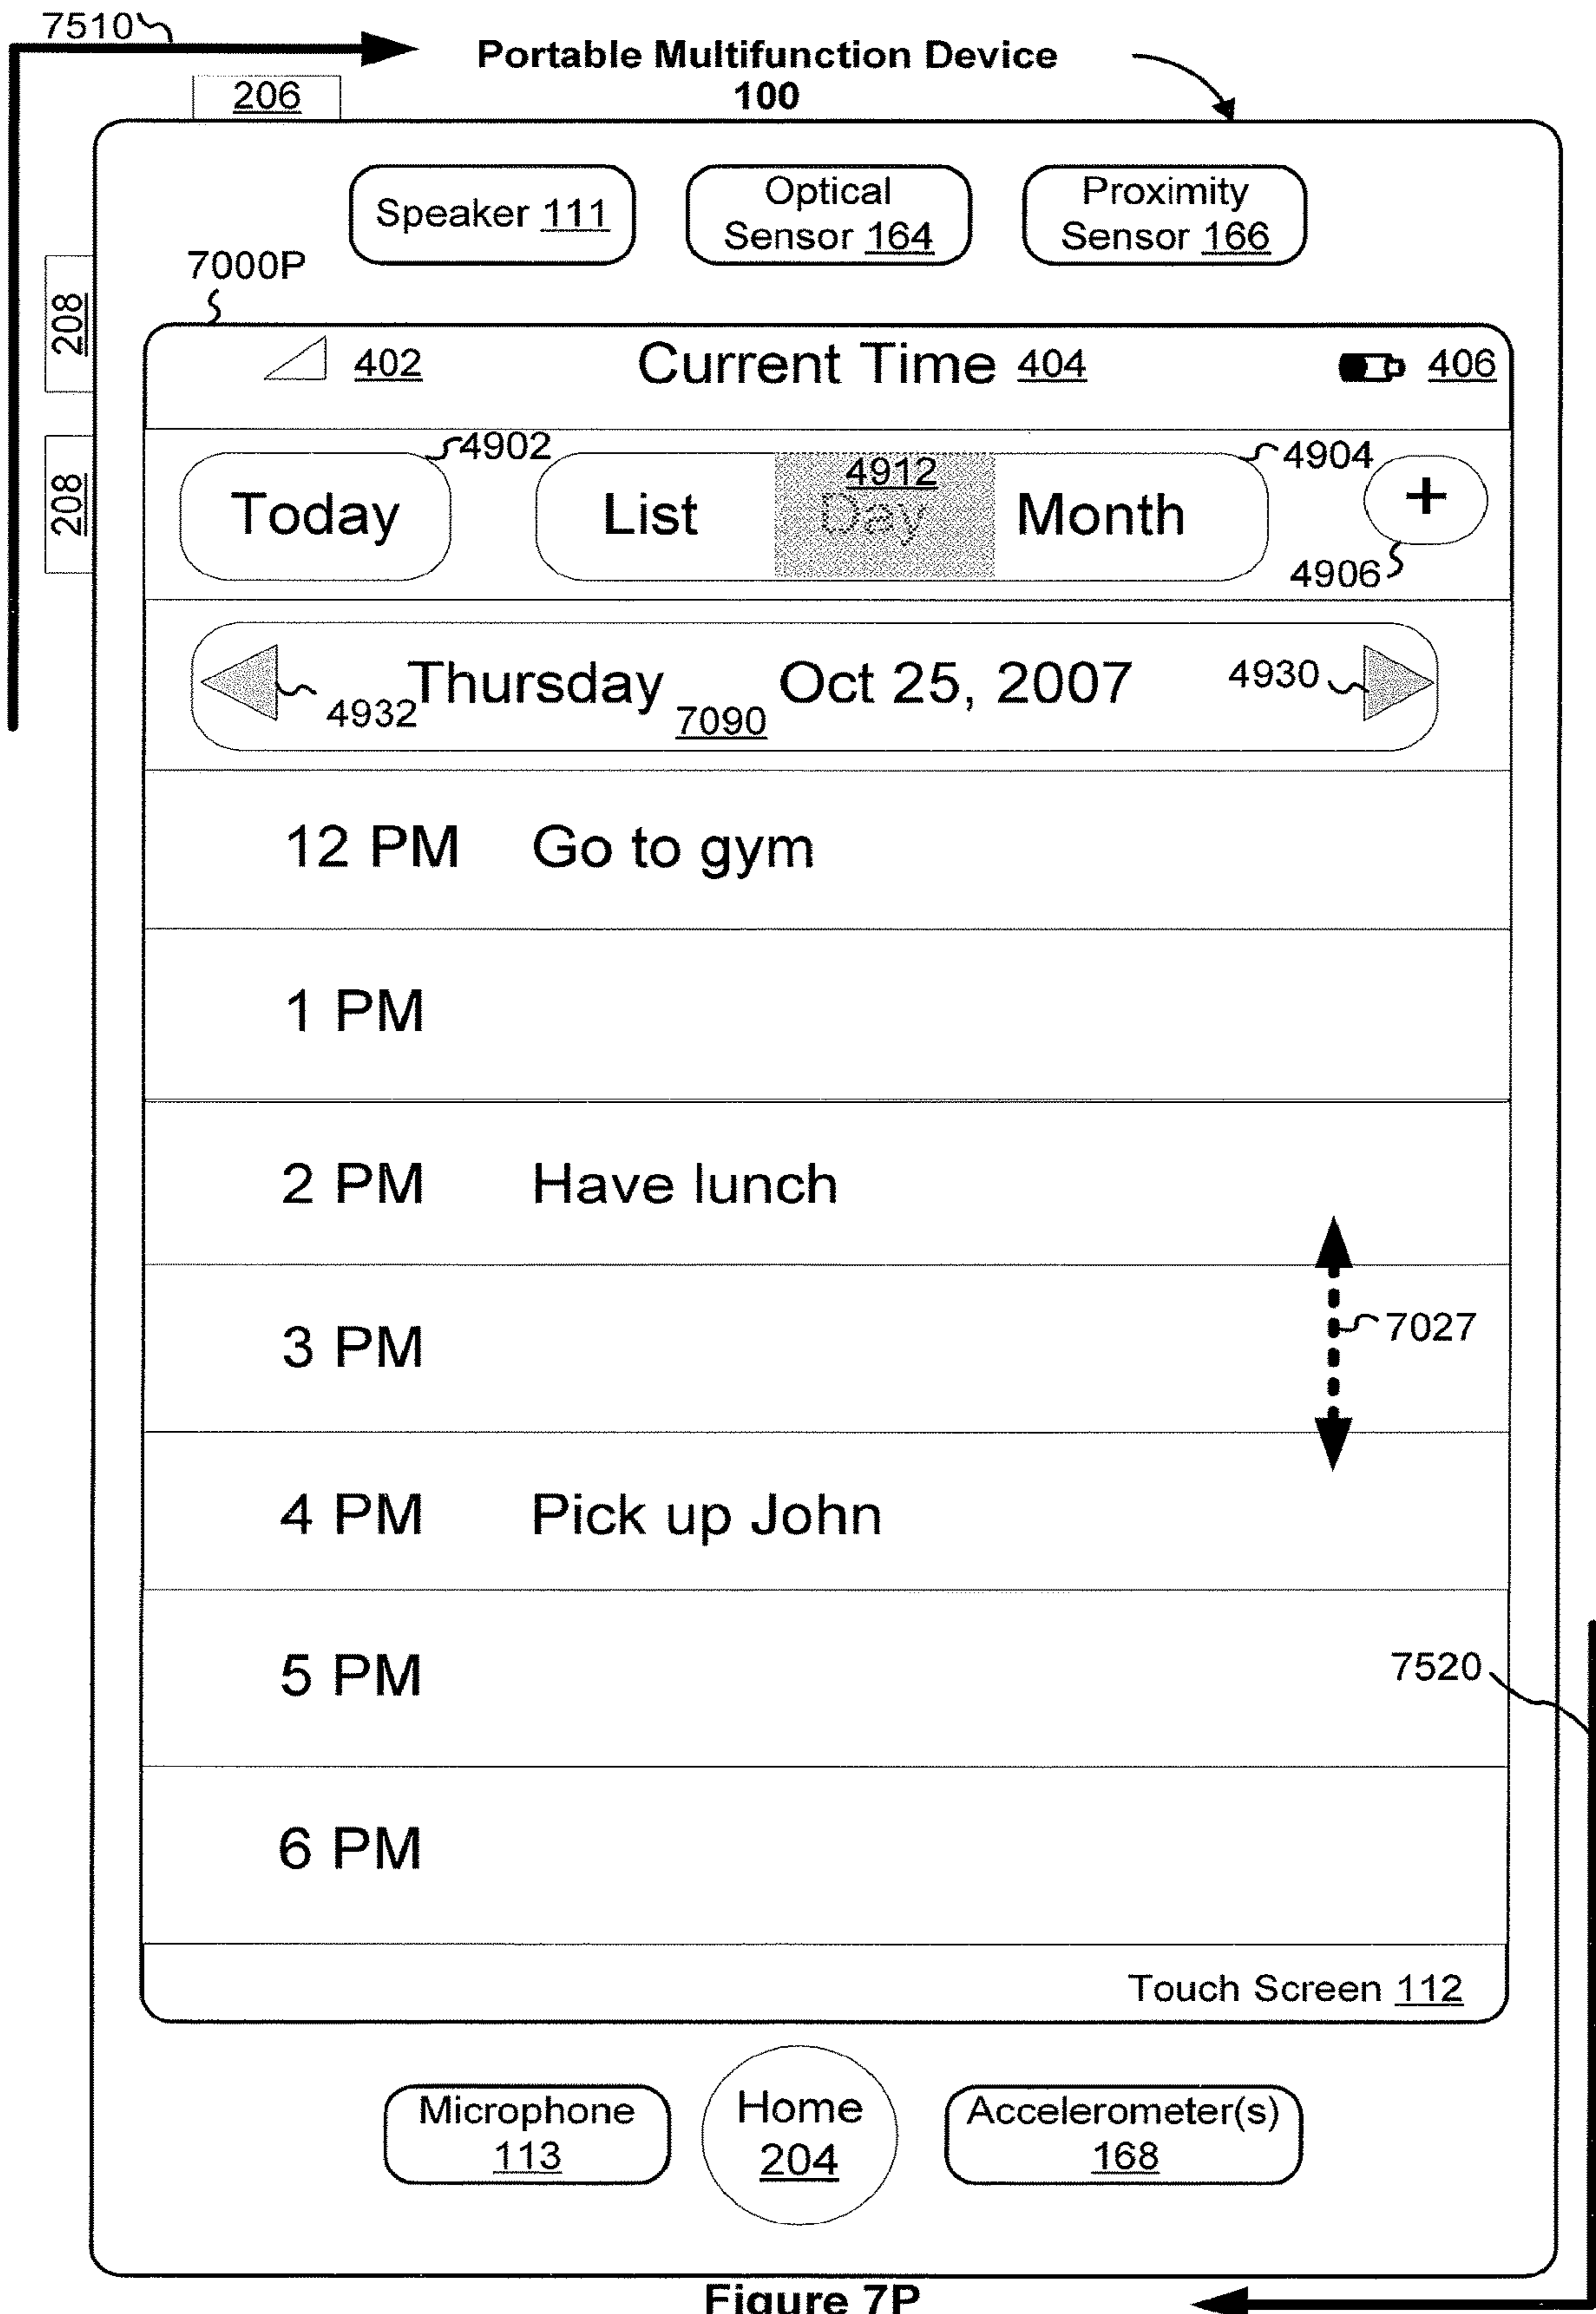 7510
Portable Multifunction Device
100
206
Speaker 111
Optical
Sensor 164
Proximity
Sensor 166
7000P
208
208
402
Current Time 404
406
Today
4902
List
4912
Day
Month
4904
+
4906
4932
Thursday
7090
Oct 25, 2007
4930
12 PM Go to gym
1 PM
2 PM Have lunch
3 PM
7027
4 PM Pick up John
5 PM
7520
6 PM
Touch Screen 112
Microphone
113
Home
204
Accelerometer(s)
168
Figure 7P